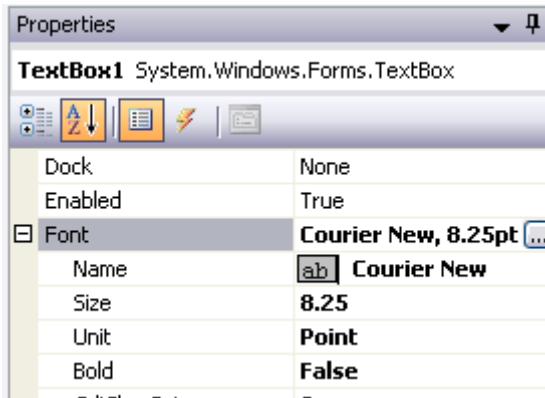 Properties
TextBox1 System.Windows.Forms.TextBox
Dock None
Enabled True
Font Courier New, 8.25pt ...
Name ab Courier New
Size 8.25
Unit Point
Bold False